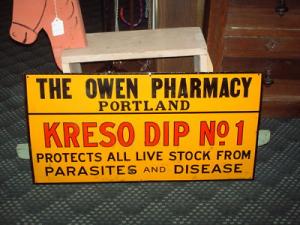 THE OWEN PHARMACY
PORTLAND
KRESO DIP No. 1
PROTECTS ALL LIVE STOCK FROM
PARASITES AND DISEASE